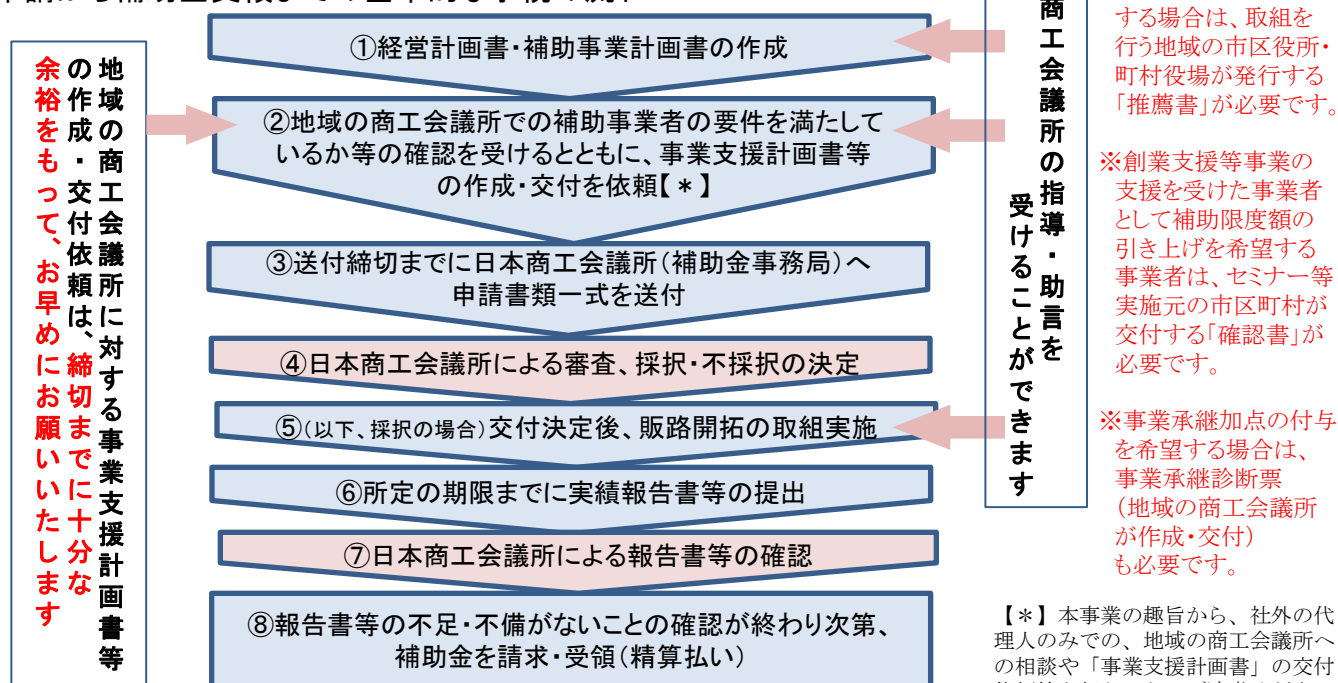 ①経営計画書・補助事業計画書の作成
②地域の商工会議所での補助事業者の要件を満たして
いるか等の確認を受けるとともに、事業支援計画書等
の作成・交付を依頼【＊】
③送付締切までに日本商工会議所（補助金事務局）へ
申請書類一式を送付
④日本商工会議所による審査、採択・不採択の決定
⑤（以下、採択の場合）交付決定後、販路開拓の取組実施
⑥所定の期限までに実績報告書等の提出
⑦日本商工会議所による報告書等の確認
⑧報告書等の不足・不備がないことの確認が終わり次第、
補助金を請求・受領（精算払い）
地域の商工会議所に対する事業支援計画書等
の作成・交付依頼は、締切までに十分な
余裕をもって、お早めにお願いいたします
商工会議所の指導・助言を
受けることができます
する場合は、取組を
行う地域の市区役所・
町村役場が発行する
「推薦書」が必要です。
※創業支援等事業の
支援を受けた事業者
として補助限度額の
引き上げを希望する
事業者は、セミナー等
実施元の市区町村が
交付する「確認書」が
必要です。
※事業承継加点の付与
を希望する場合は、
事業承継診断票
（地域の商工会議所
が作成・交付）
も必要です。
【＊】本事業の趣旨から、社外の代
理人のみでの、地域の商工会議所へ
の相談や「事業支援計画書」の交付